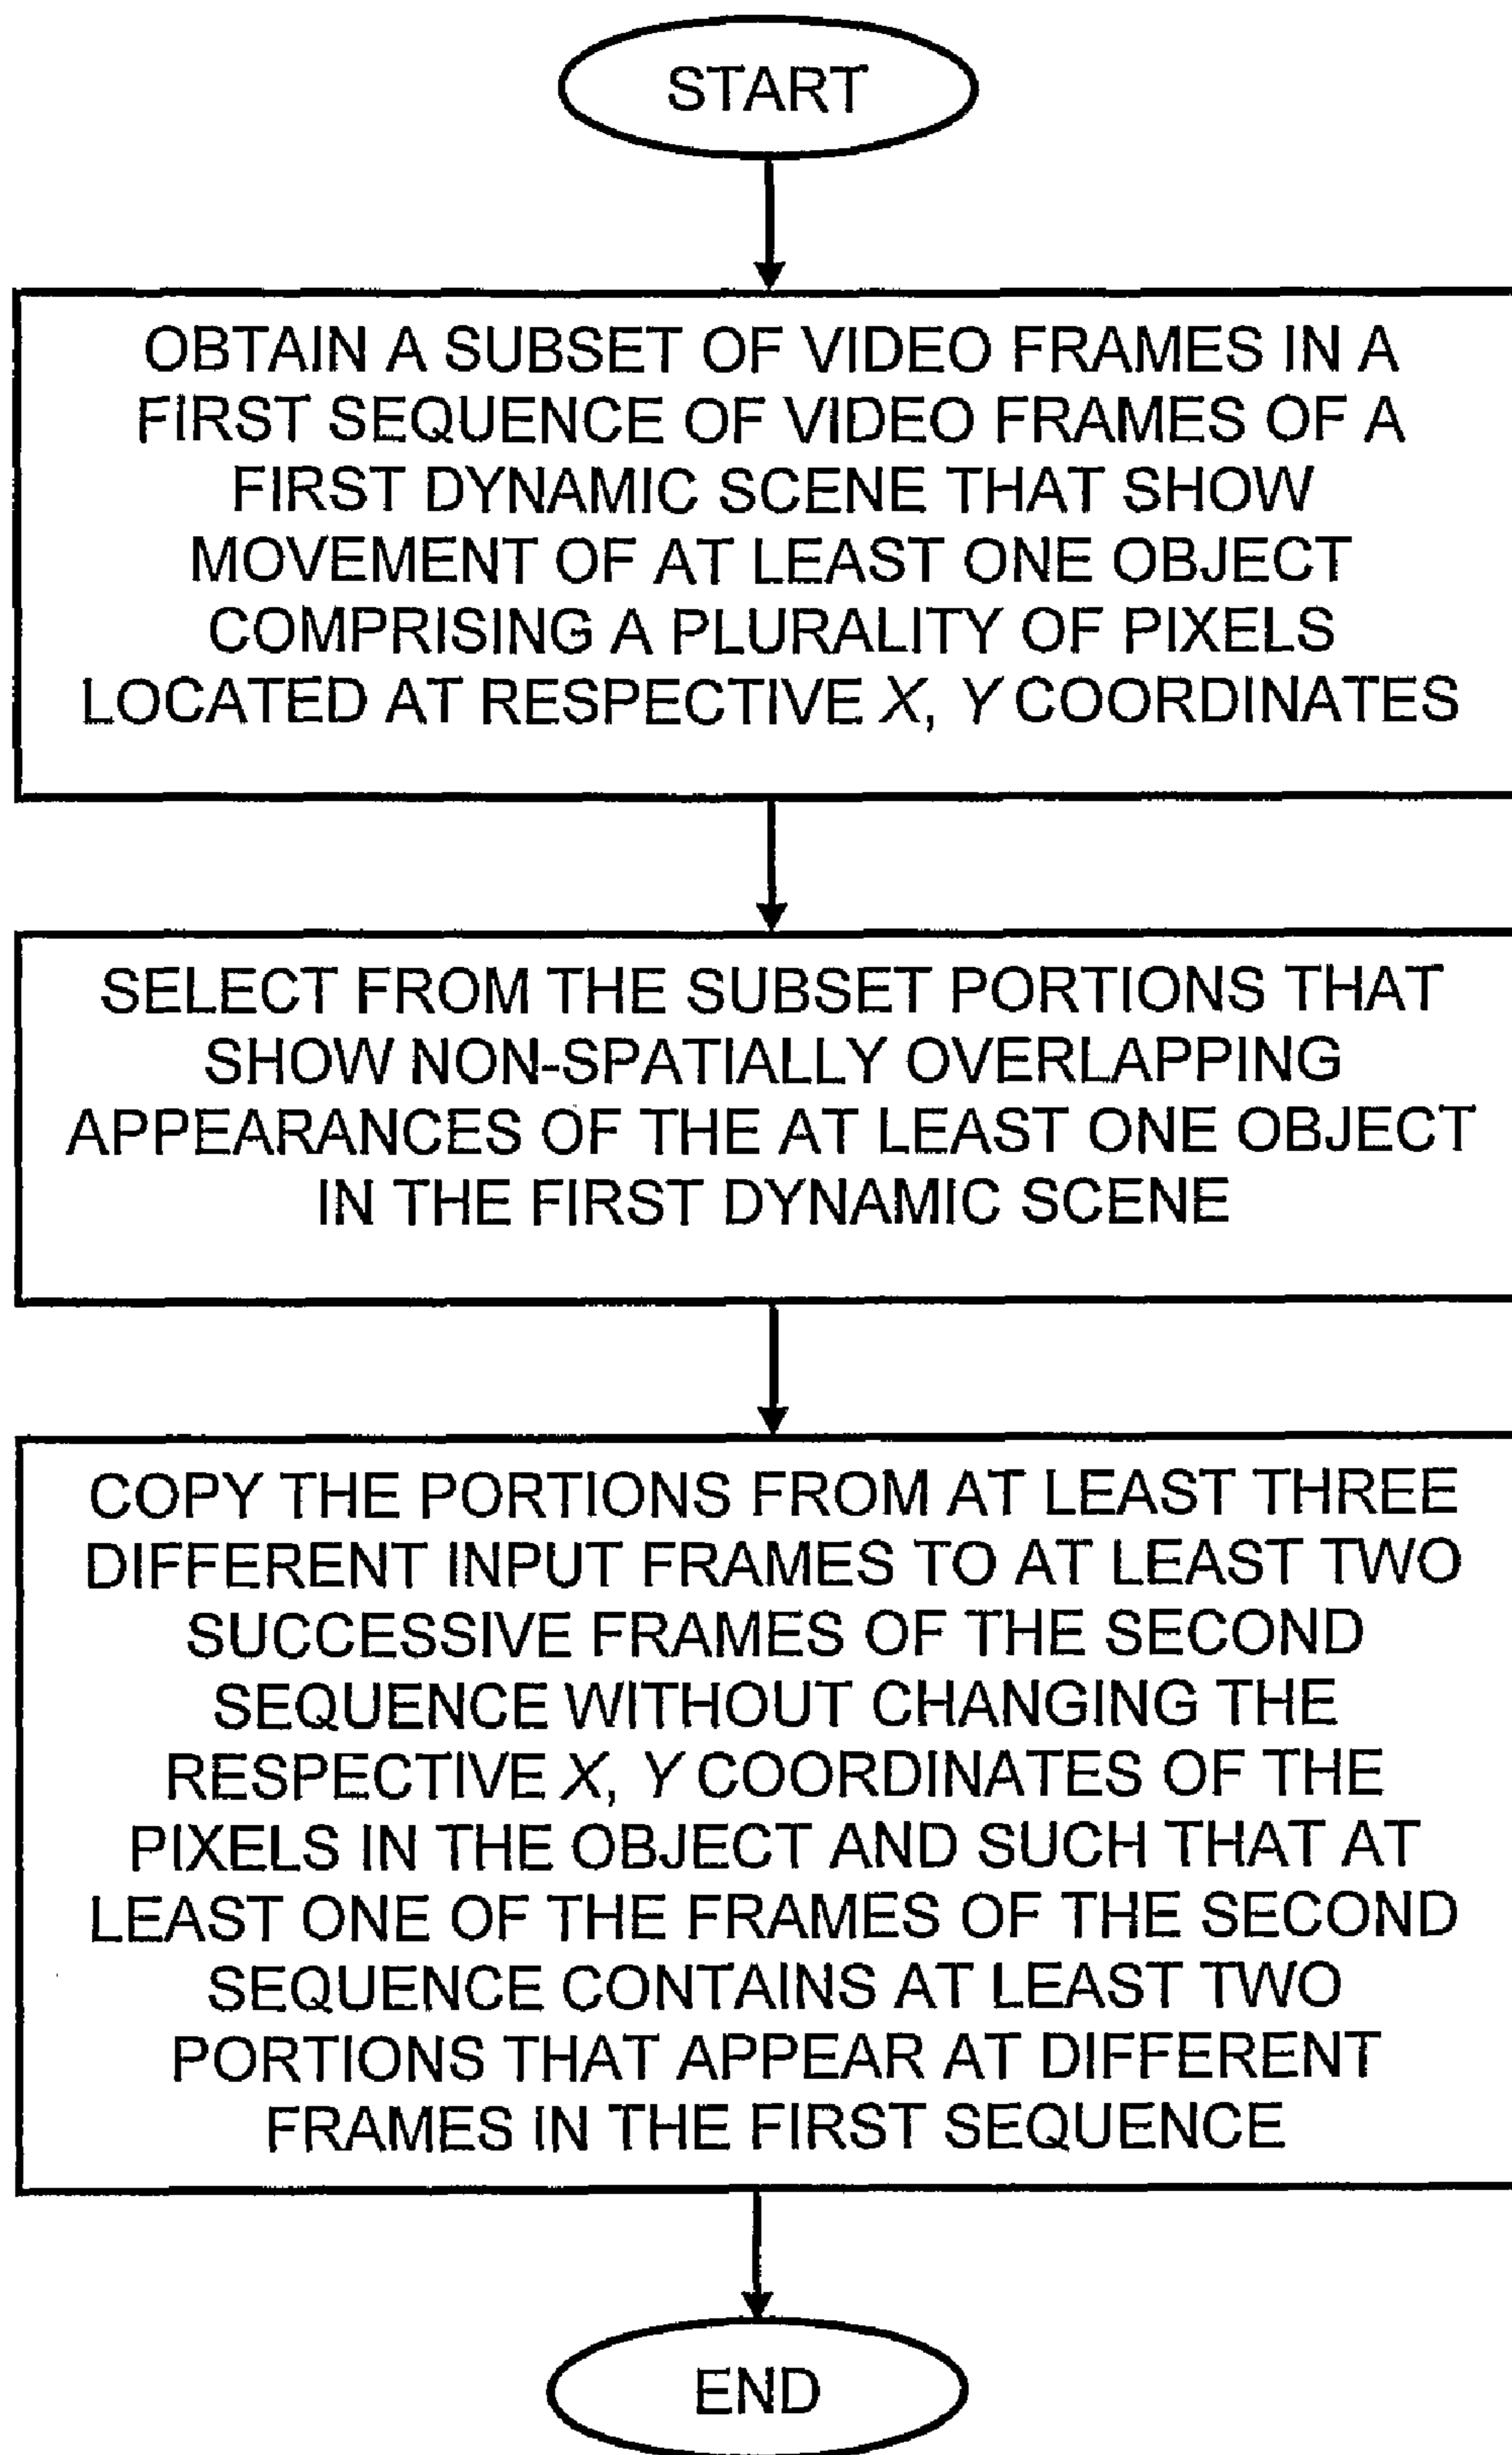 START
OBTAIN A SUBSET OF VIDEO FRAMES IN A
FIRST SEQUENCE OF VIDEO FRAMES OF A
FIRST DYNAMIC SCENE THAT SHOW
MOVEMENT OF AT LEAST ONE OBJECT
COMPRISING A PLURALITY OF PIXELS
LOCATED AT RESPECTIVE X, Y COORDINATES
SELECT FROM THE SUBSET PORTIONS THAT
SHOW NON-SPATIALLY OVERLAPPING
APPEARANCES OF THE AT LEAST ONE OBJECT
IN THE FIRST DYNAMIC SCENE
COPY THE PORTIONS FROM AT LEAST THREE
DIFFERENT INPUT FRAMES TO AT LEAST TWO
SUCCESSIVE FRAMES OF THE SECOND
SEQUENCE WITHOUT CHANGING THE
RESPECTIVE X, Y COORDINATES OF THE
PIXELS IN THE OBJECT AND SUCH THAT AT
LEAST ONE OF THE FRAMES OF THE SECOND
SEQUENCE CONTAINS AT LEAST TWO
PORTIONS THAT APPEAR AT DIFFERENT
FRAMES IN THE FIRST SEQUENCE
END